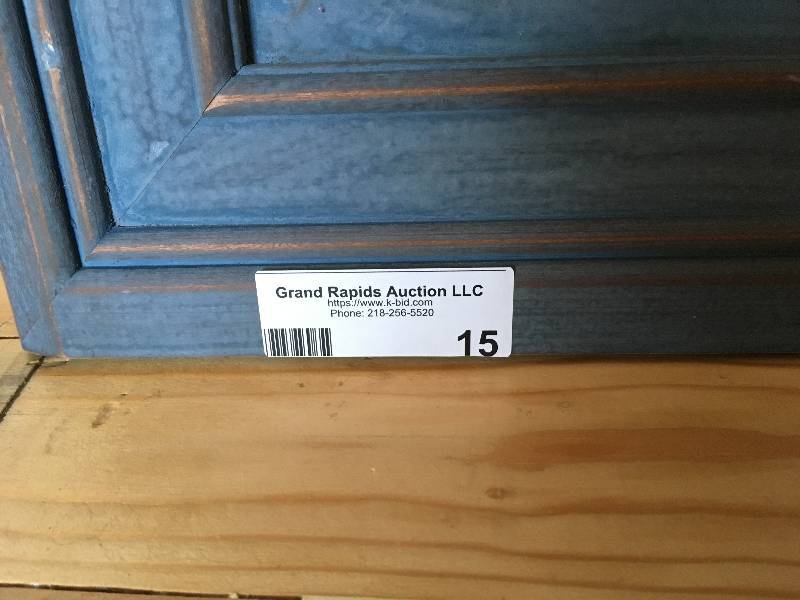 Grand Rapids Auction LLC
https://www.k-bid.com
Phone: 218-256-5520
15